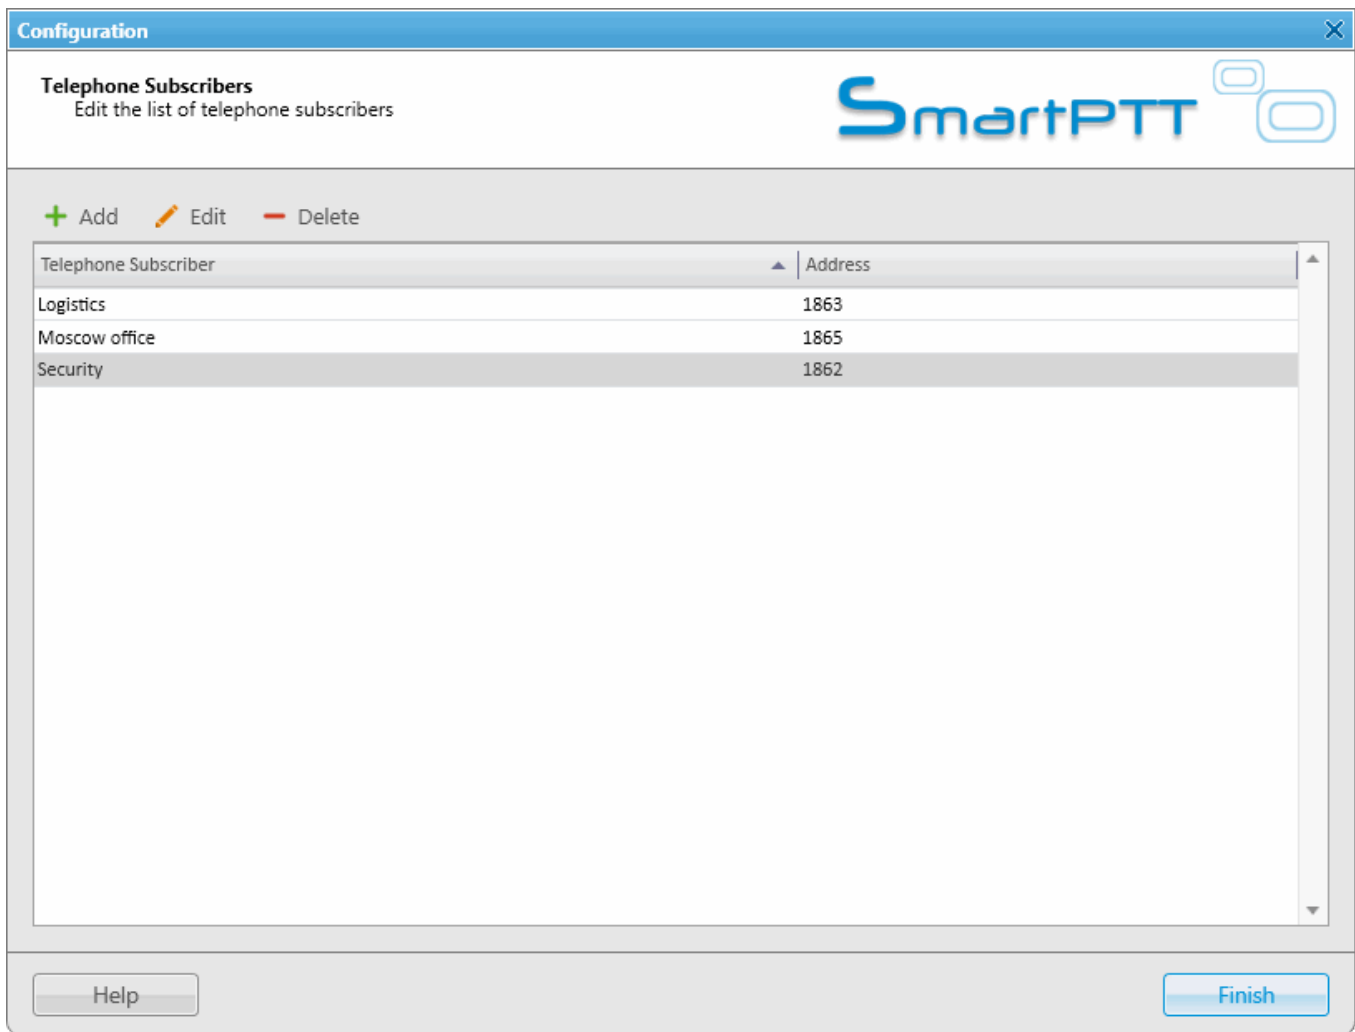 Configuration
Telephone Subscribers
Edit the list of telephone subscribers
SmartPTT
Add Edit Delete
Telephone Subscriber Address
Logistics 1863
Moscow office 1865
Security 1862
Help Finish